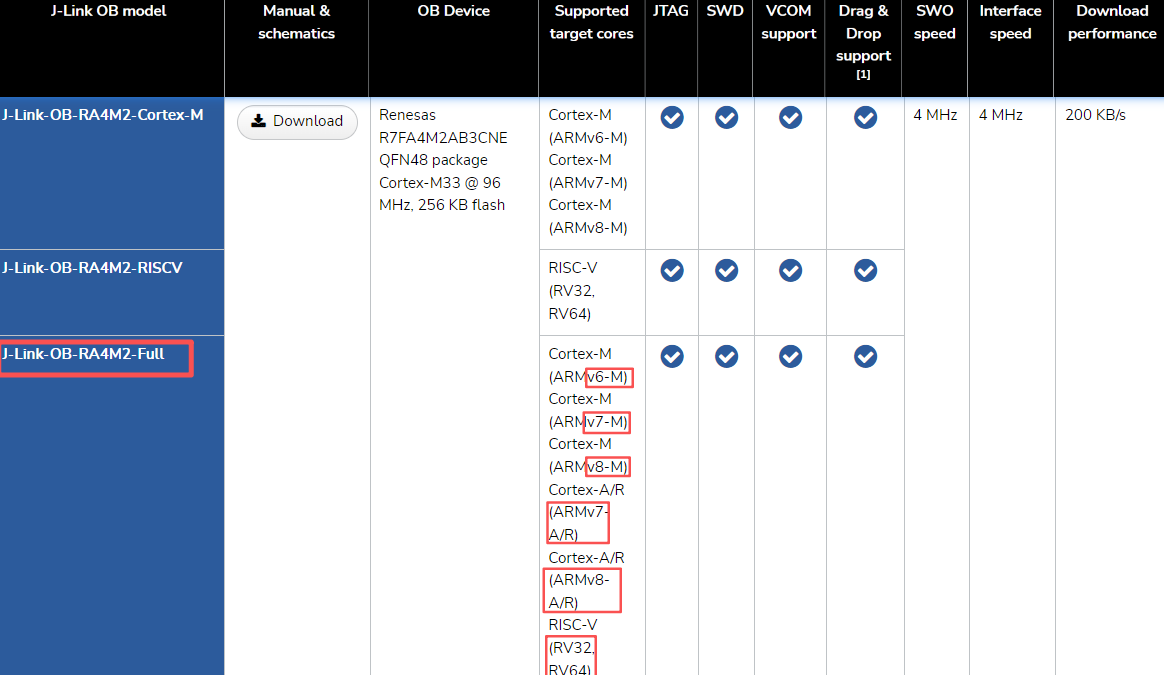 J-Link OB model
Manual &
schematics
OB Device
Supported
target cores
JTAG
SWD
VCOM
support
Drag &
Drop
support
[1]
SWO
speed
Interface
speed
Download
performance
J-Link-OB-RA4M2-Cortex-M
Download
Renesas
R7FA4M2AB3CNE
QFN48 package
Cortex-M33 @ 96
MHz, 256 KB flash
Cortex-M
(ARMv6-M)
Cortex-M
(ARMv7-M)
Cortex-M
(ARMv8-M)
4 MHz
4 MHz
200 KB/s
J-Link-OB-RA4M2-RISCV
RISC-V
(RV32,
RV64)
J-Link-OB-RA4M2-Full
Cortex-M
(ARMv6-M)
Cortex-M
(ARMv7-M)
Cortex-M
(ARMv8-M)
Cortex-A/R
(ARMv7-
A/R)
Cortex-A/R
(ARMv8-
A/R)
RISC-V
(RV32,
RV64)